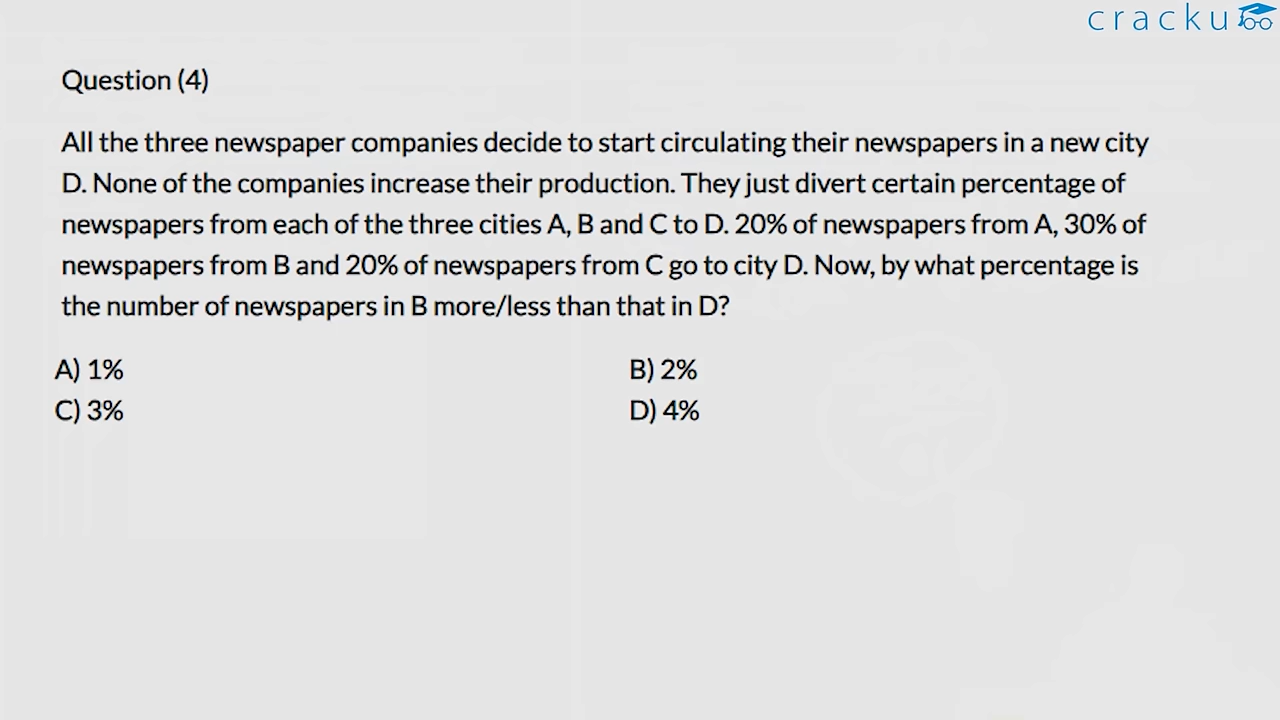 cracku
Question (4)
All the three newspaper companies decide to start circulating their newspapers in a new city
D. None of the companies increase their production. They just divert certain percentage of
newspapers from each of the three cities A, B and C to D. 20% of newspapers from A, 30% of
newspapers from B and 20% of newspapers from C go to city D. Now, by what percentage is
the number of newspapers in B more/less than that in D?
A) 1%
B) 2%
C) 3%
D) 4%